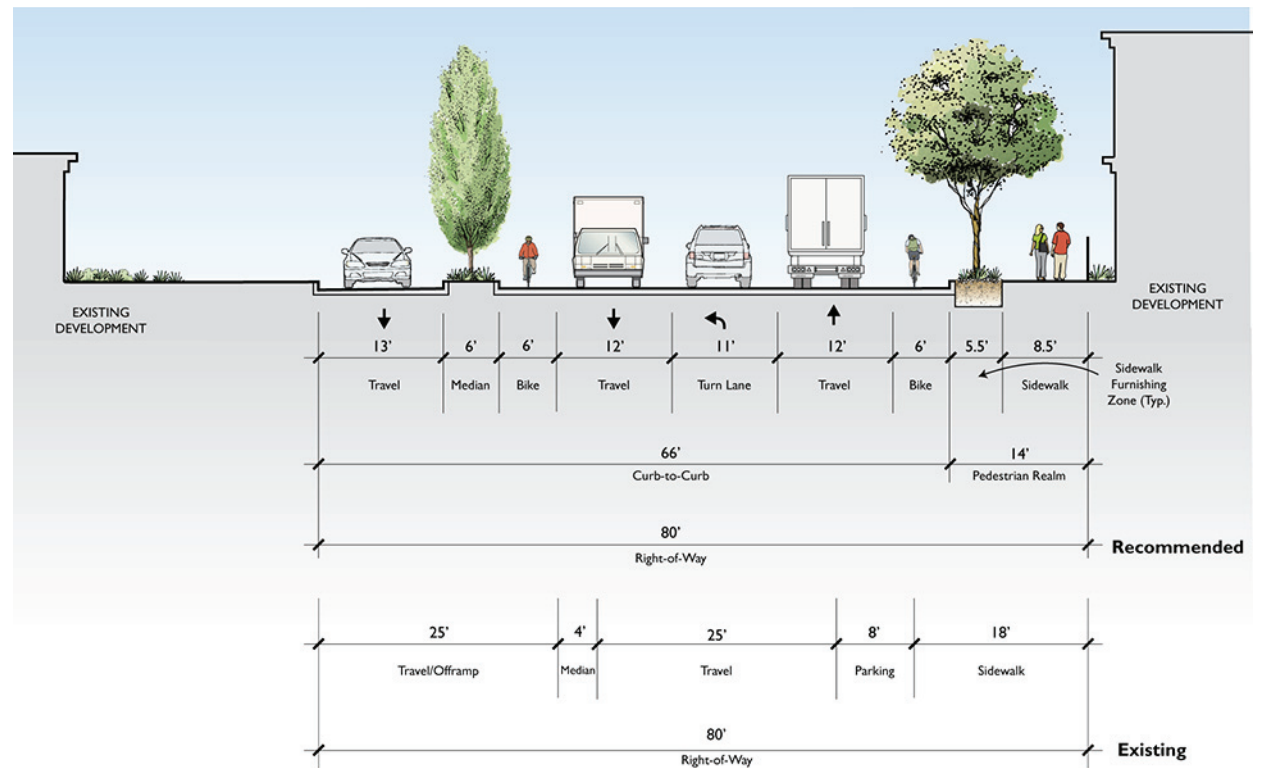 EXISTING
DEVELOPMENT
EXISTING
DEVELOPMENT
13' 6' 6' 12' 11' 12' 6' 5.5' 8.5'
Travel Median Bike Travel Turn Lane Travel Bike Sidewalk
Sidewalk
Furnishing
Zone (Typ.)
66' 14'
Curb-to-Curb Pedestrian Realm
80'
Right-of-Way
Recommended
25' 4' 25' 8' 18'
Travel/Offramp Median Travel Parking Sidewalk
80'
Right-of-Way
Existing